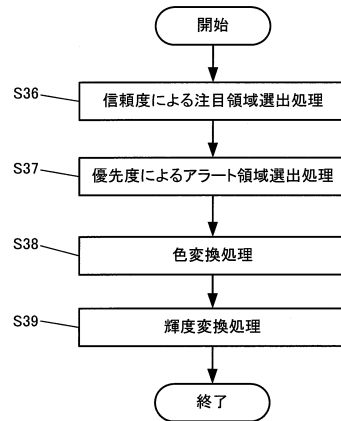 開始
S36
信頼度による注目領域選出処理
S37
優先度によるアラート領域選出処理
S38
色変換処理
S39
輝度変換処理
終了